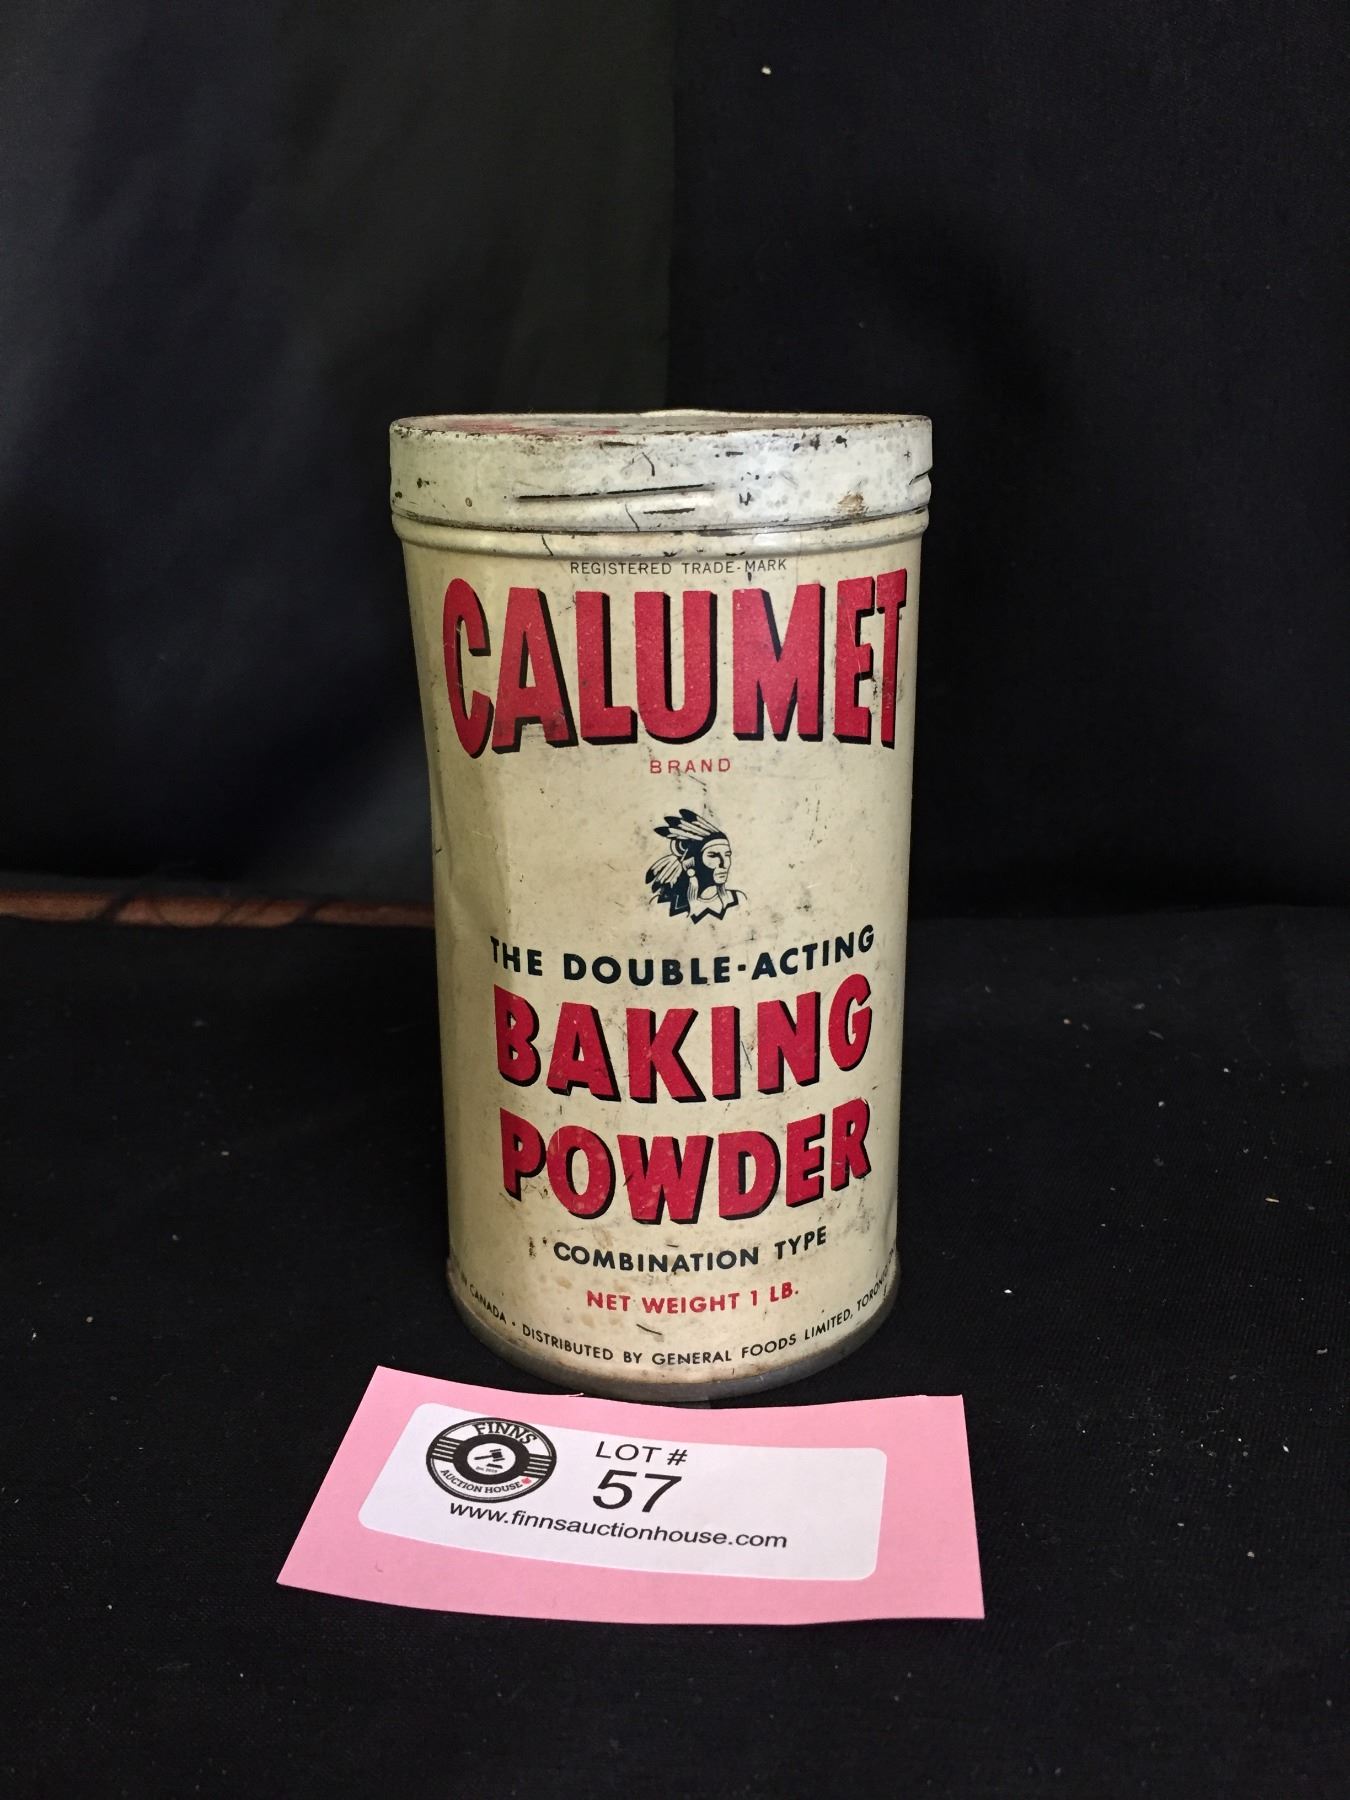 REGISTERED TRADE-MARK
CALUMET
BRAND
THE DOUBLE-ACTING
BAKING
POWDER
COMBINATION TYPE
NET WEIGHT 1 LB.
CANADA • DISTRIBUTED BY GENERAL FOODS LIMITED,
FINNS
AUCTION HOUSE
LOT #
57
www.finnsauctionhouse.com